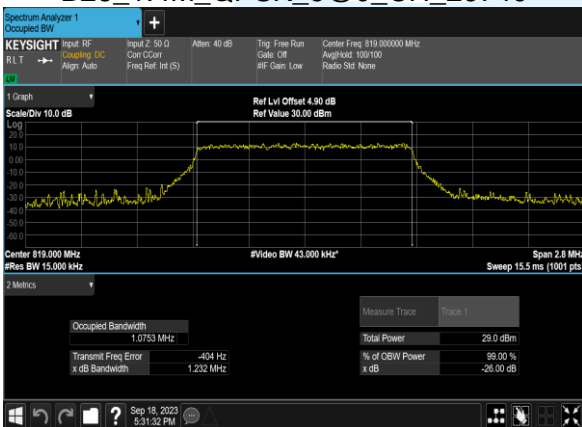 Spectrum Analyzer 1
Occupied BW
+
KEYSIGHT Input: RF Input Z: 50 Ω Atten: 40 dB Trig: Free Run Center Freq: 819.000000 MHz
RLT Coupling: DC Corr CCorr Gate: Off Avg|Hold: 100/100
Align: Auto Freq Ref: Int (S) #IF Gain: Low Radio Std: None
1 Graph
Ref Lvl Offset 4.90 dB
Scale/Div 10.0 dB Ref Value 30.00 dBm
Log
20.0
10.0
0.00
-10.0
-20.0
-30.0
-40.0
-50.0
-60.0
Center 819.000 MHz #Video BW 43.000 kHz* Span 2.8 MHz
#Res BW 15.000 kHz Sweep 15.5 ms (1001 pts
2 Metrics
Measure Trace Trace 1
Occupied Bandwidth
1.0753 MHz Total Power 29.0 dBm
Transmit Freq Error -404 Hz % of OBW Power 99.00 %
x dB Bandwidth 1.232 MHz x dB -26.00 dB
? Sep 18, 2023
5:31:32 PM